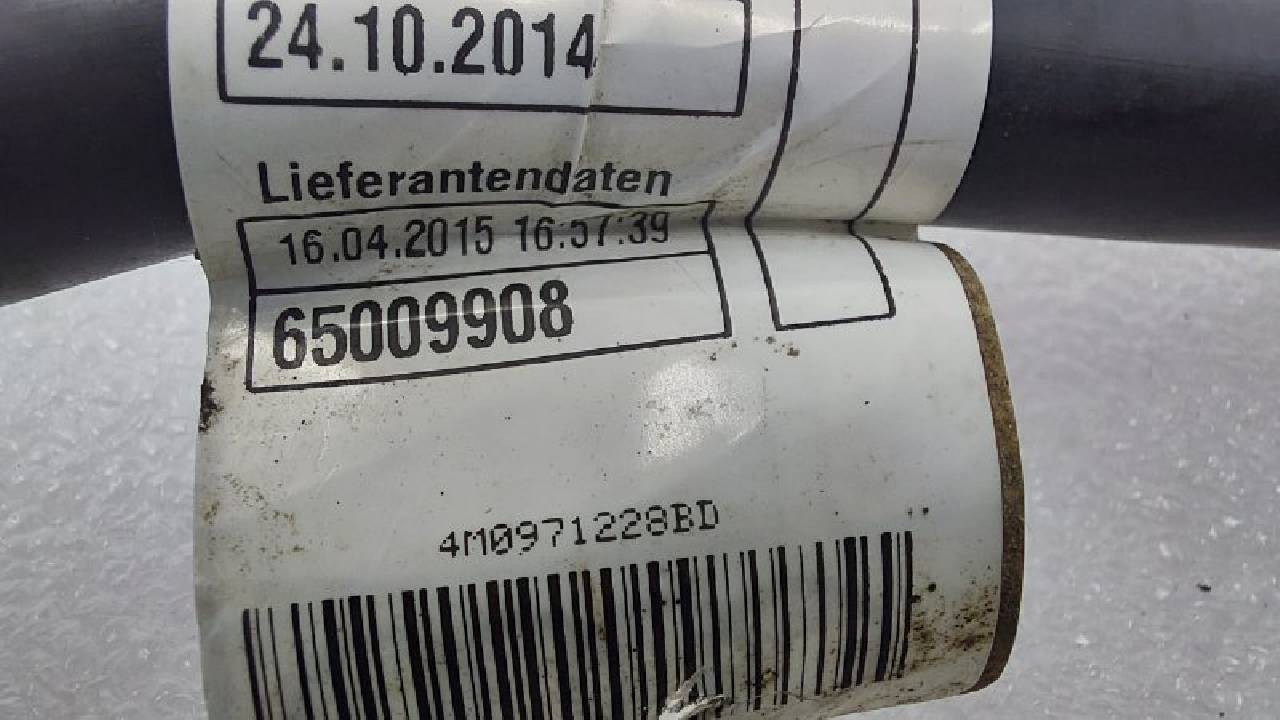 24.10.2014
Lieferantendaten
16.04.2015 16:57:39
65009908
4M0971228BD